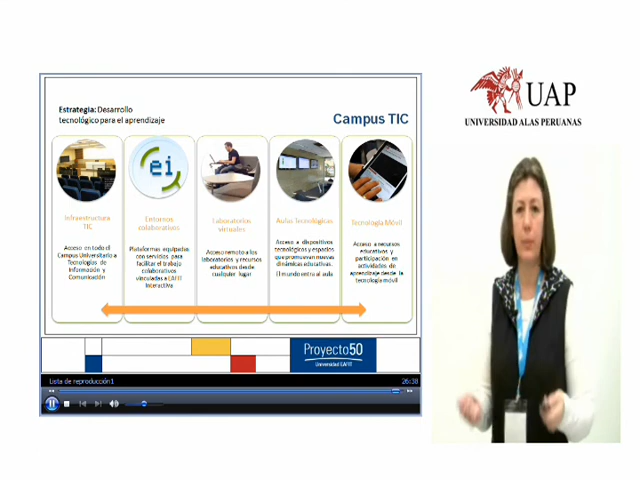 Estrategia: Desarrollo
tecnológico para el aprendizaje
Campus TIC
Infraestructura
TIC
Acceso en todo el
Campus Universitario a
Tecnologías de
Información y
Comunicación
ei
Entornos
colaborativos
Plataformas equipadas
con servicios para
facilitar el trabajo
colaborativos
vinculadas a EAFIT
Interactiva
Laboratorios
virtuales
Acceso remoto a los
laboratorios y recursos
educativos desde
cualquier lugar
Aulas Tecnológicas
Acceso a dispositivos
tecnológicos y espacios
que promuevan nuevas
dinámicas educativas.
El mundo entra al aula
Tecnología Móvil
Acceso a recursos
educativos y
participación en
actividades de
aprendizaje desde la
tecnología móvil
Proyecto50
Universidad EAFIT
Lista de reproducción1
26:38
UAP
UNIVERSIDAD ALAS PERUANAS